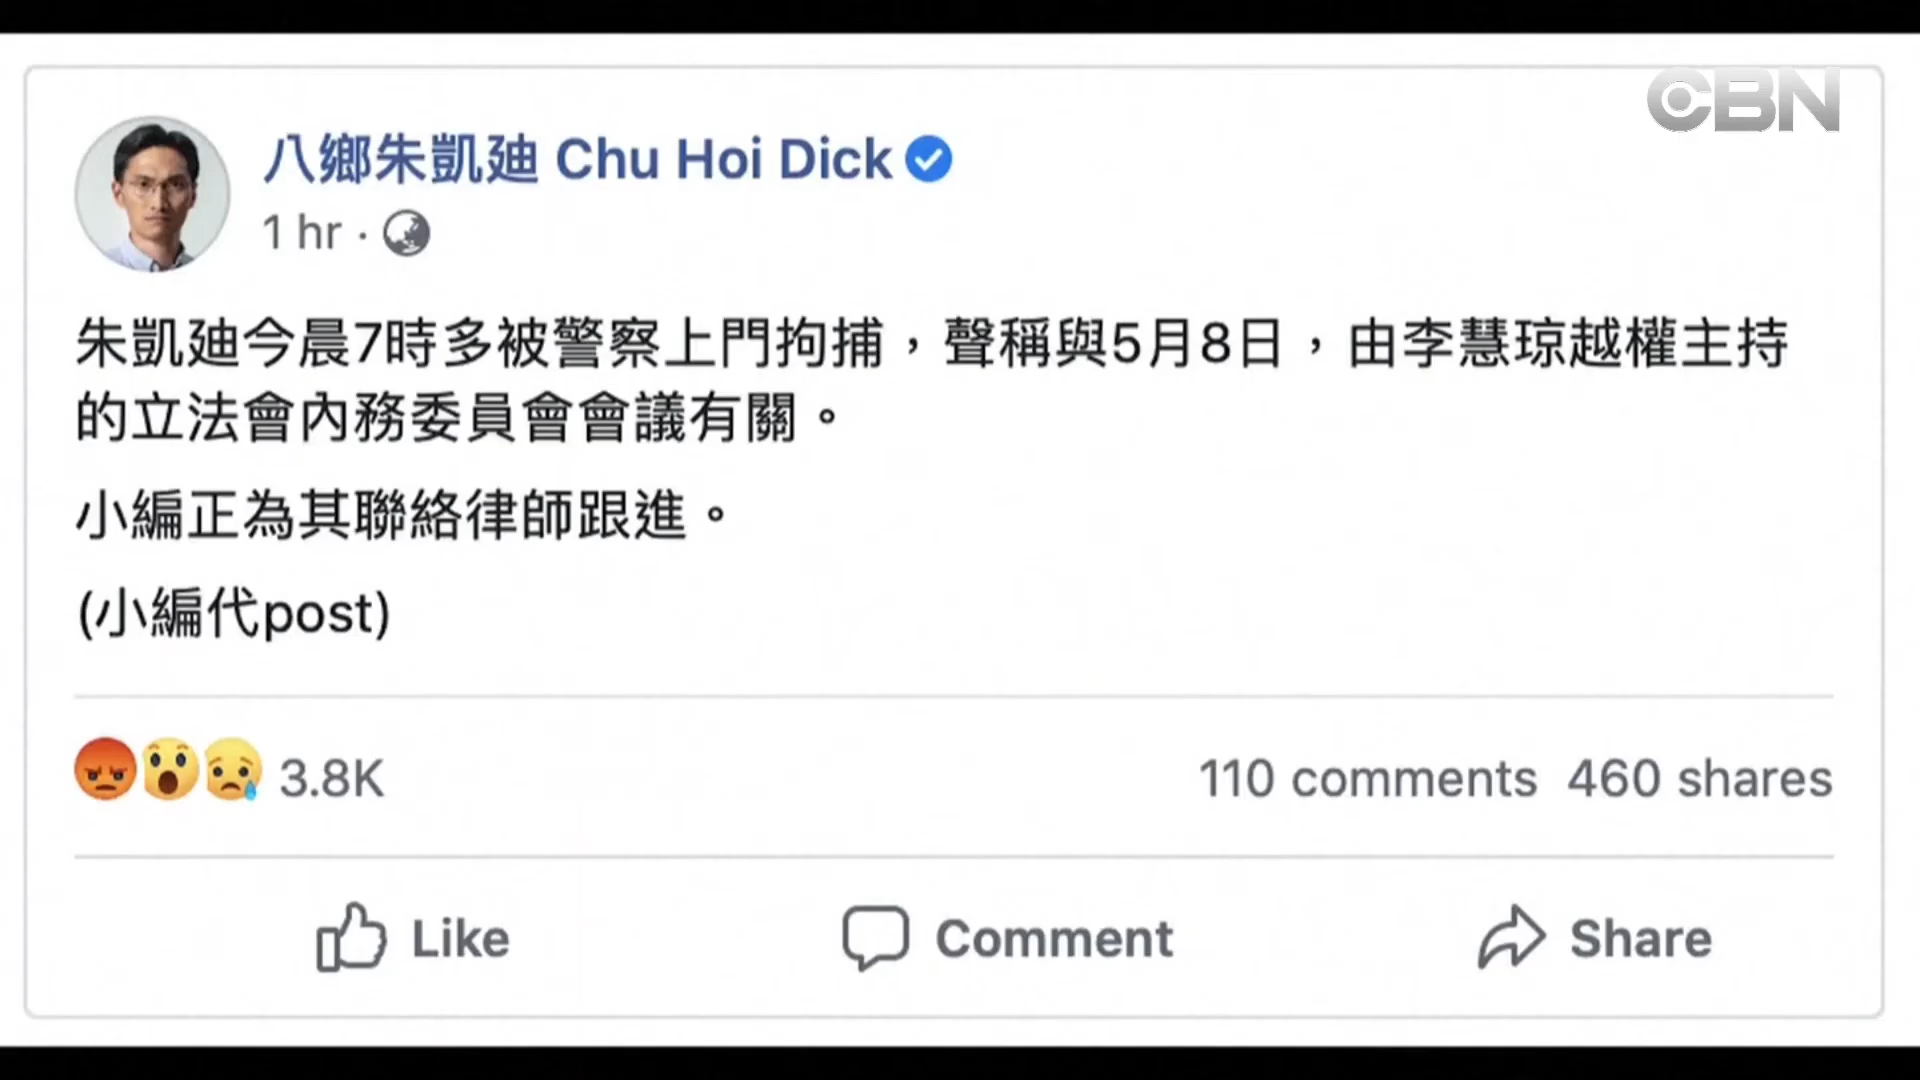 CBN
八鄉朱凱廸 Chu Hoi Dick
1 hr ·
朱凱廸今晨7時多被警察上門拘捕，聲稱與5月8日，由李慧琼越權主持
的立法會內務委員會會議有關。
小編正為其聯絡律師跟進。
(小編代post)
3.8K
110 comments 460 shares
Like
Comment
Share